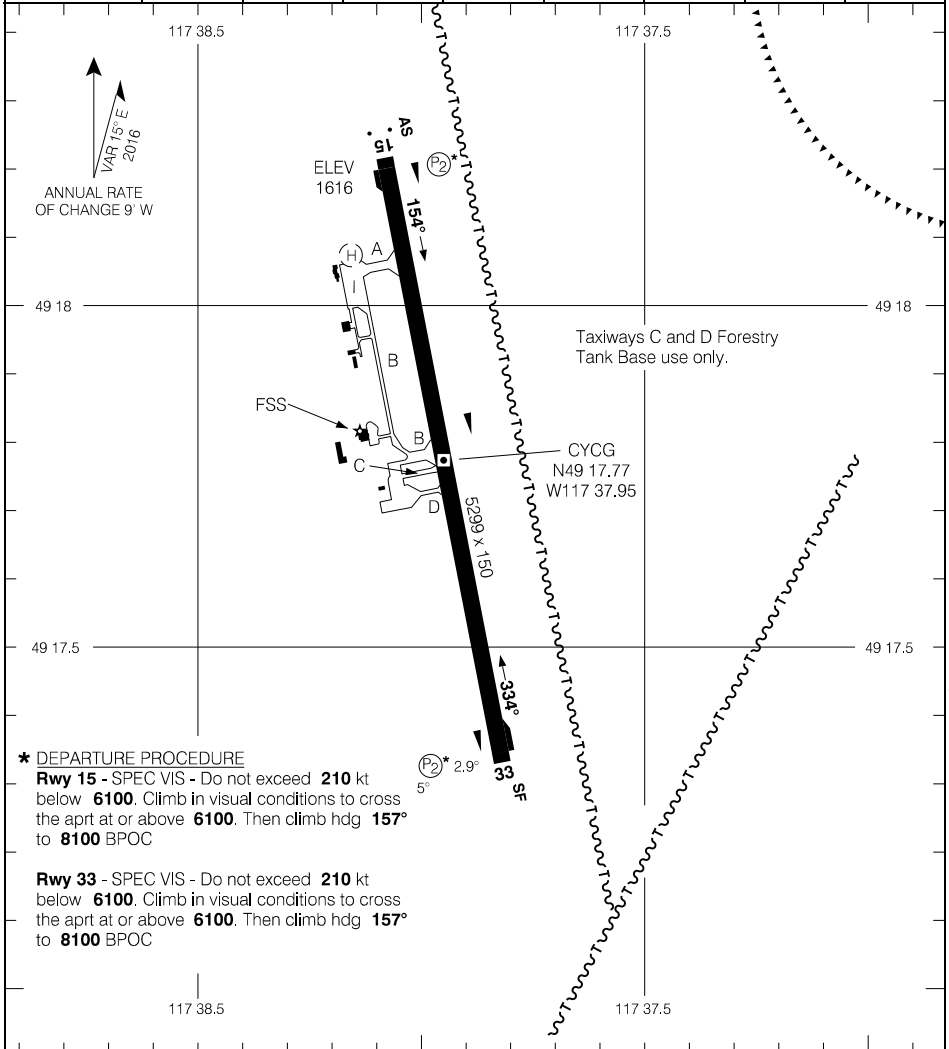 117 38.5
117 37.5
VAR 15° E
2016
ANNUAL RATE
OF CHANGE 9' W
AS
15
P2*
ELEV
1616
154°
H
A
I
49 18
49 18
Taxiways C and D Forestry
Tank Base use only.
B
FSS
B
C
D
CYCG
N49 17.77
W117 37.95
5299 x 150
49 17.5
49 17.5
334°
P2* 2.9°
5°
33
SF
* DEPARTURE PROCEDURE
Rwy 15 - SPEC VIS - Do not exceed 210 kt
below 6100. Climb in visual conditions to cross
the aprt at or above 6100. Then climb hdg 157°
to 8100 BPOC
Rwy 33 - SPEC VIS - Do not exceed 210 kt
below 6100. Climb in visual conditions to cross
the aprt at or above 6100. Then climb hdg 157°
to 8100 BPOC
117 38.5
117 37.5